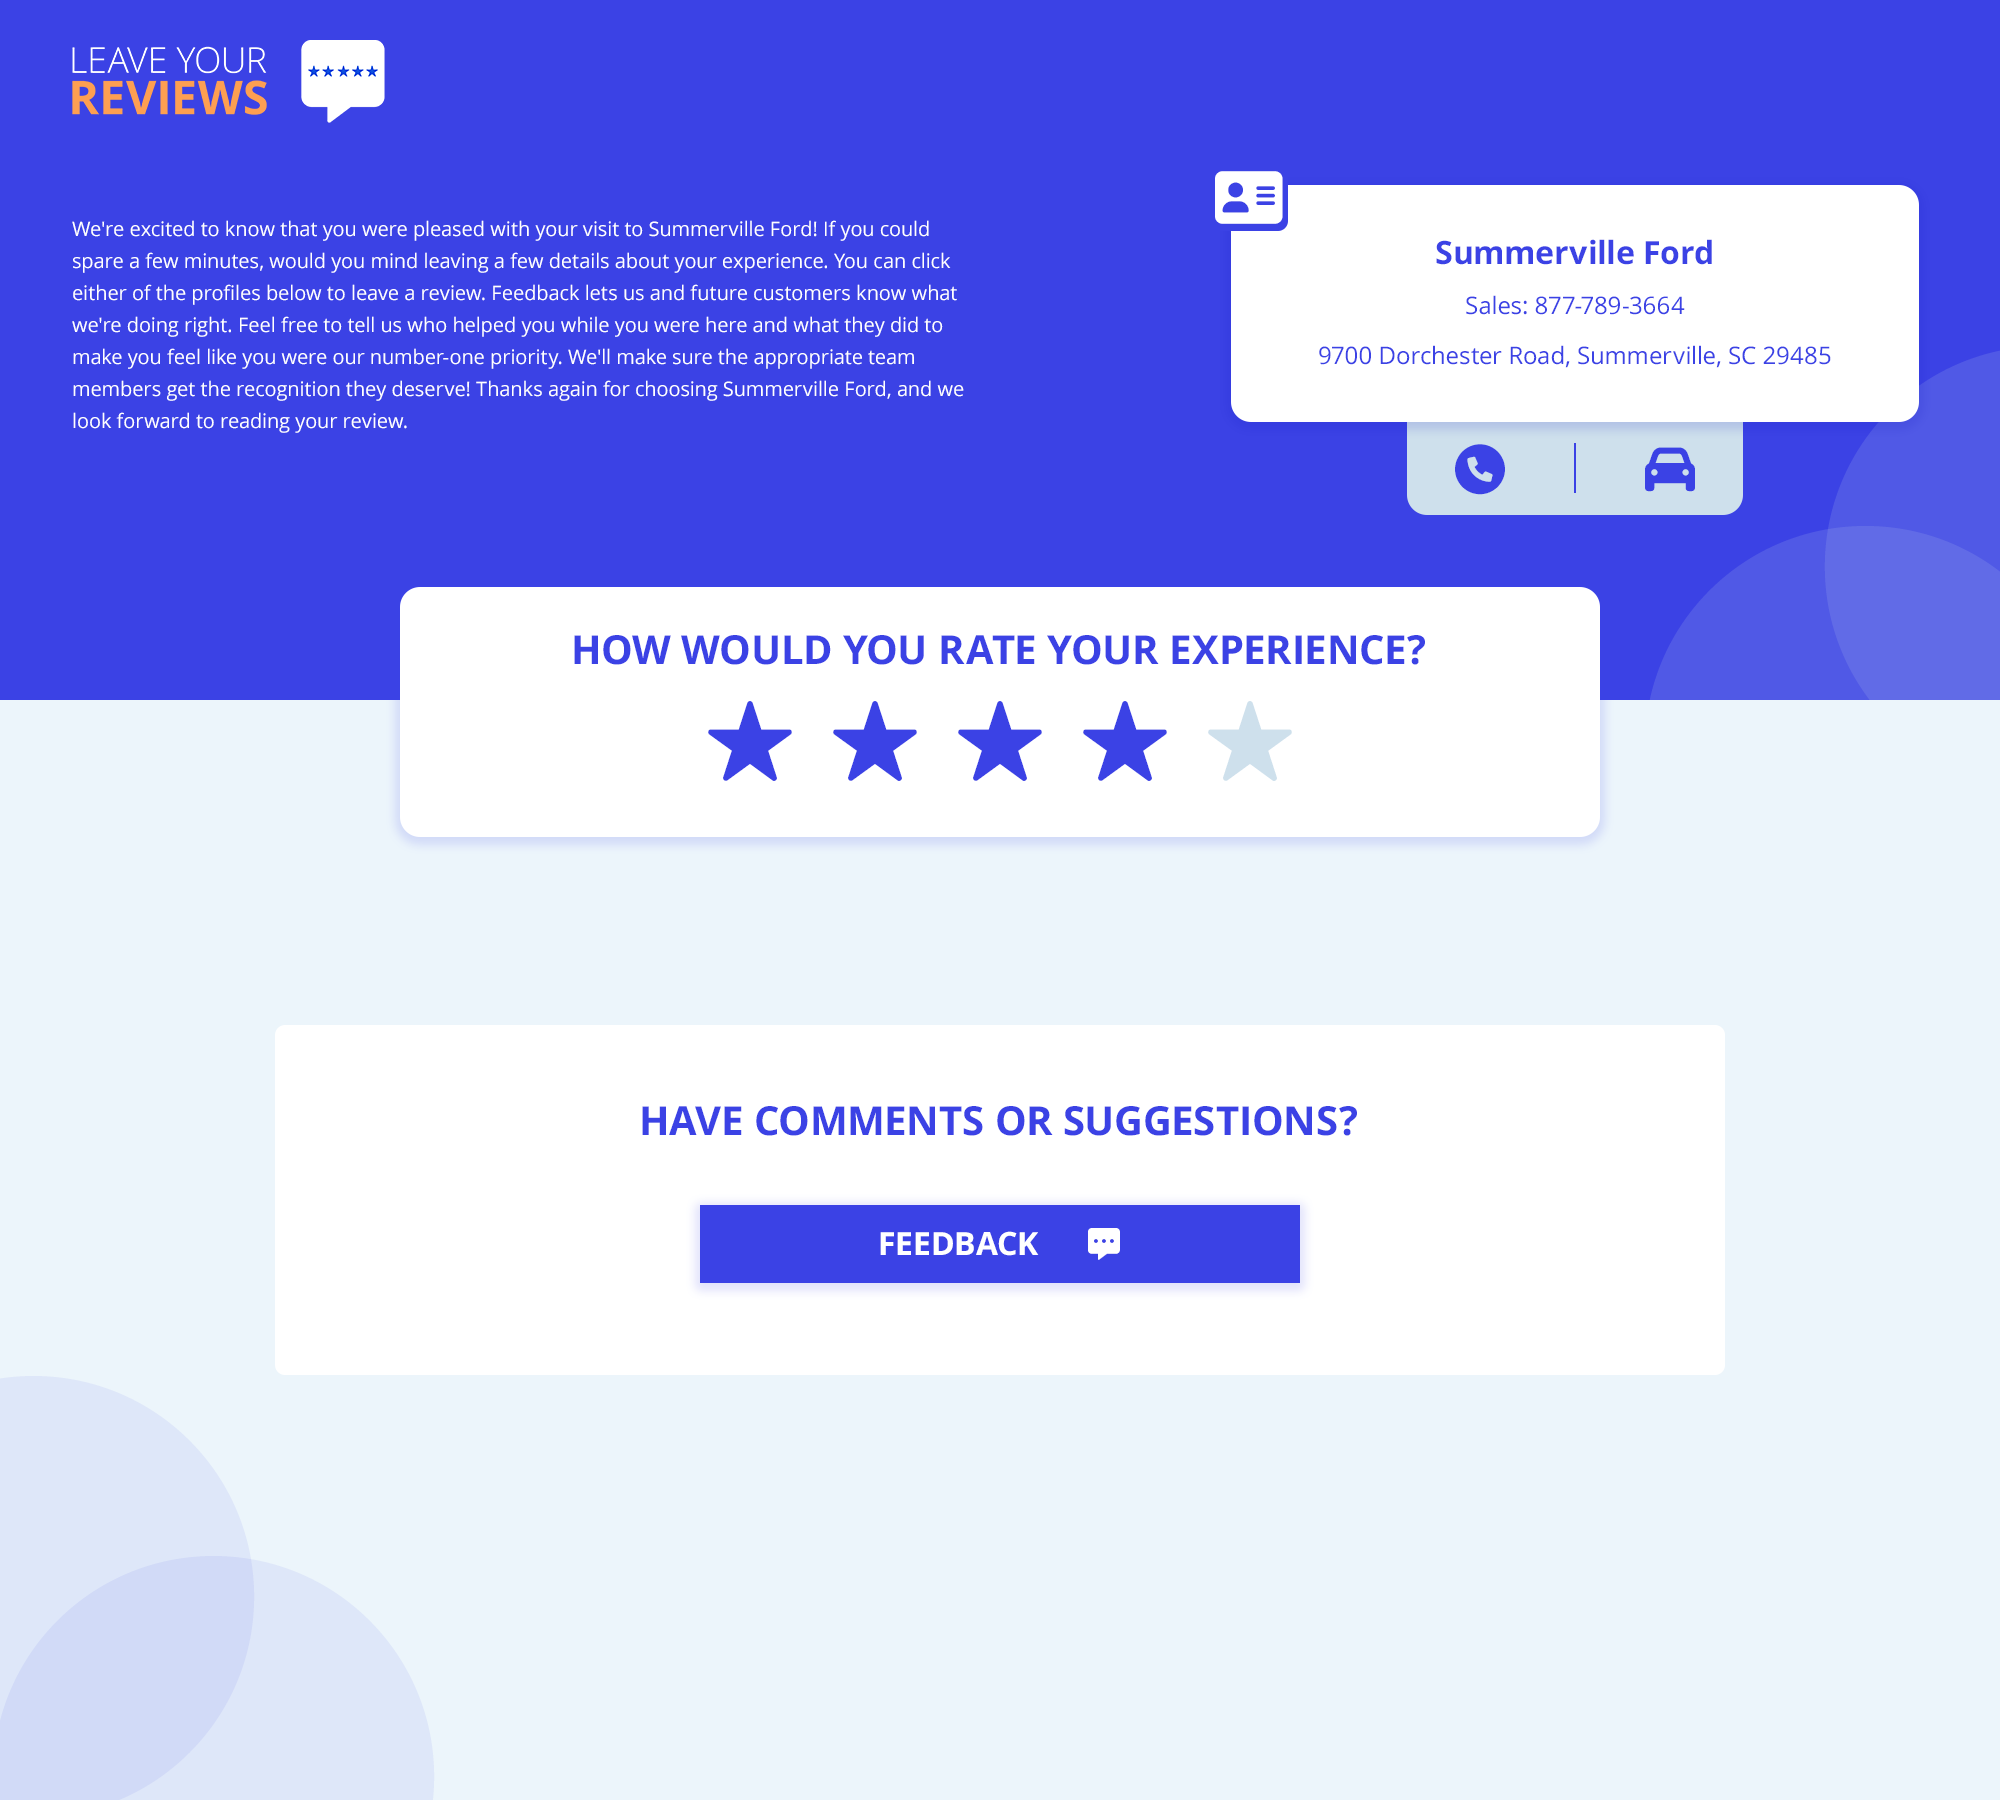 LEAVE YOUR
REVIEWS
We're excited to know that you were pleased with your visit to Summerville Ford! If you could
spare a few minutes, would you mind leaving a few details about your experience. You can click
either of the profiles below to leave a review. Feedback lets us and future customers know what
we're doing right. Feel free to tell us who helped you while you were here and what they did to
make you feel like you were our number-one priority. We'll make sure the appropriate team
members get the recognition they deserve! Thanks again for choosing Summerville Ford, and we
look forward to reading your review.
Summerville Ford
Sales: 877-789-3664
9700 Dorchester Road, Summerville, SC 29485
HOW WOULD YOU RATE YOUR EXPERIENCE?
HAVE COMMENTS OR SUGGESTIONS?
FEEDBACK